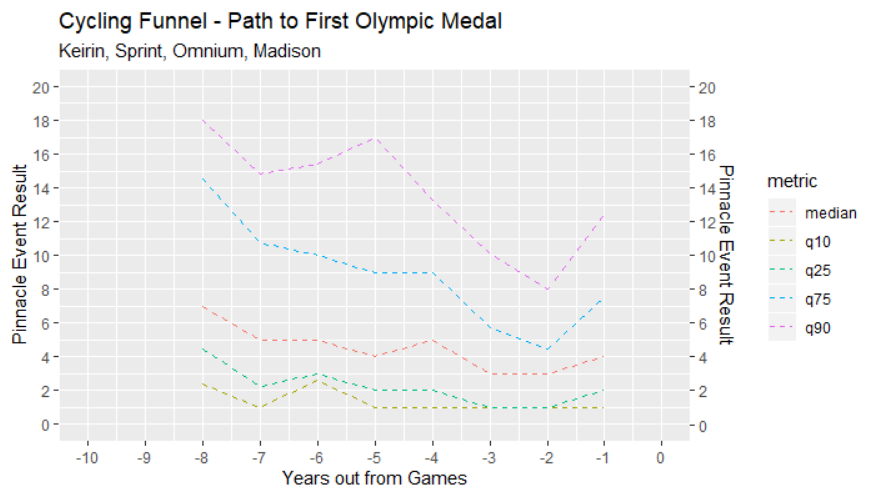 Cycling Funnel - Path to First Olympic Medal
Keirin, Sprint, Omnium, Madison
20
18
16
14
12
10
8
6
4
2
0
Pinnacle Event Result
20
18
16
14
12
10
8
6
4
2
0
Pinnacle Event Result
-10 -9 -8 -7 -6 -5 -4 -3 -2 -1 0
Years out from Games
metric
median
q10
q25
q75
q90